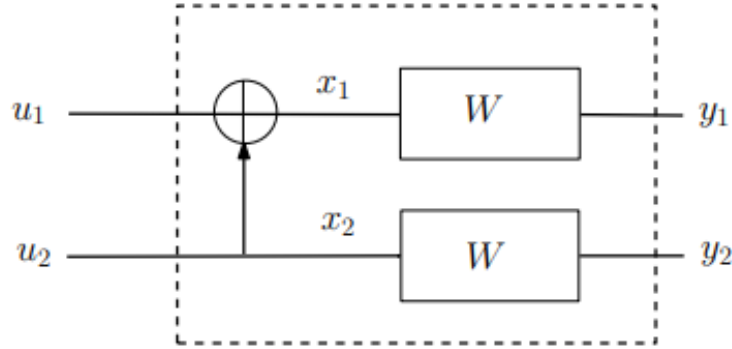 u₁ x₁ W y₁
u₂ x₂ W y₂